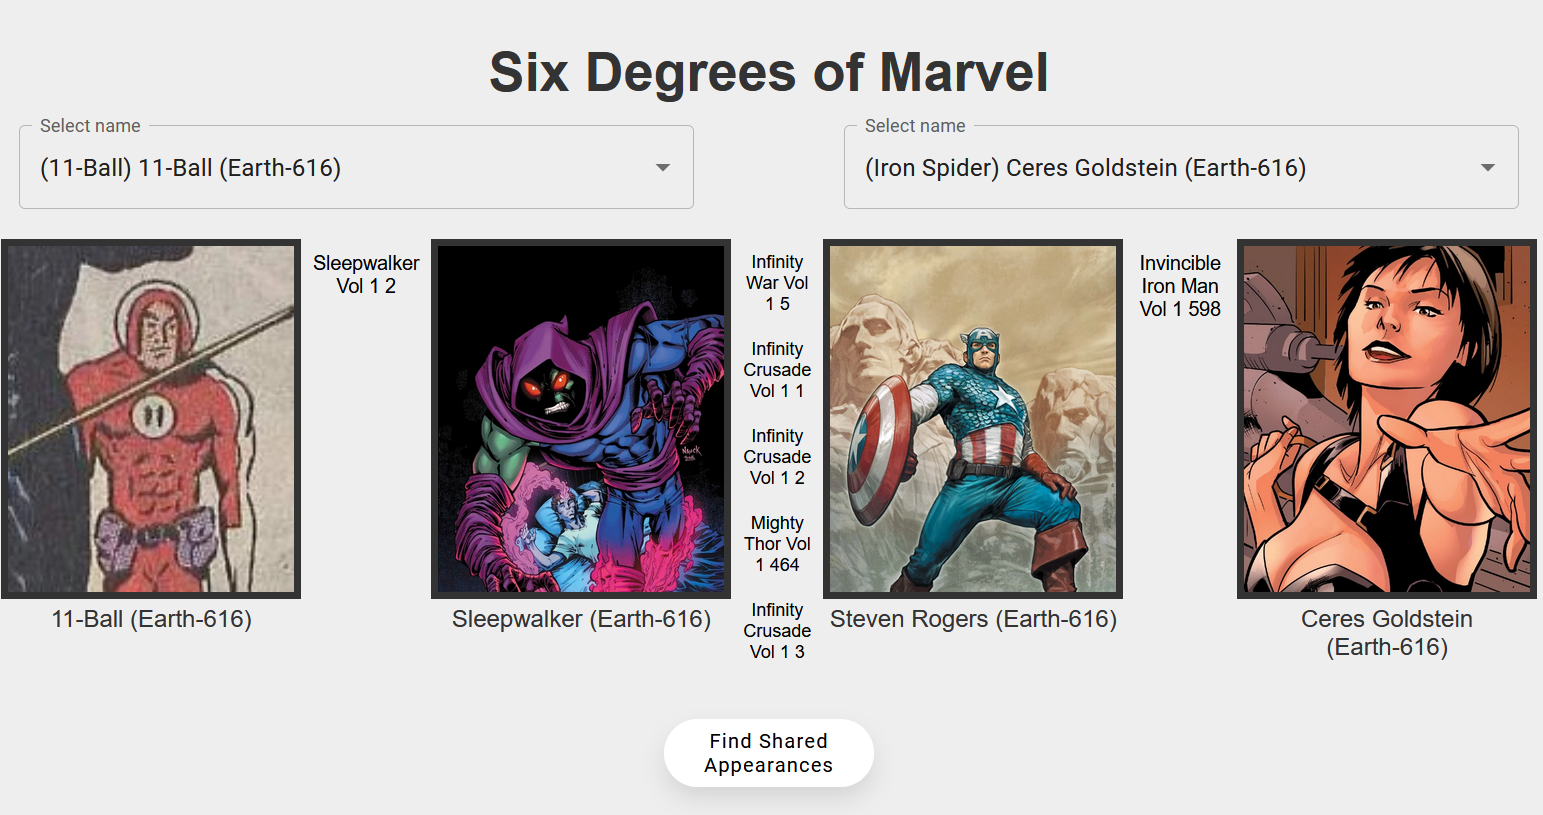 Six Degrees of Marvel
Select name
(11-Ball) 11-Ball (Earth-616)
Select name
(Iron Spider) Ceres Goldstein (Earth-616)
11-Ball (Earth-616)
Sleepwalker
Vol 1 2
Sleepwalker (Earth-616)
Infinity
War Vol
1 5
Infinity
Crusade
Vol 1 1
Infinity
Crusade
Vol 1 2
Mighty
Thor Vol
1 464
Infinity
Crusade
Vol 1 3
Steven Rogers (Earth-616)
Invincible
Iron Man
Vol 1 598
Ceres Goldstein
(Earth-616)
Find Shared
Appearances